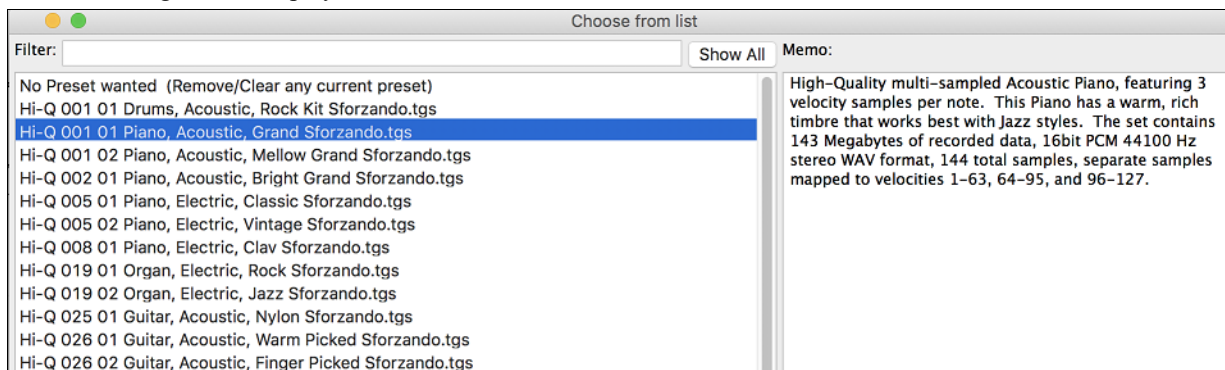 Choose from list
Filter:
Show All
Memo:
No Preset wanted  (Remove/Clear any current preset)
Hi-Q 001 01 Drums, Acoustic, Rock Kit Sforzando.tgs
Hi-Q 001 01 Piano, Acoustic, Grand Sforzando.tgs
Hi-Q 001 02 Piano, Acoustic, Mellow Grand Sforzando.tgs
Hi-Q 002 01 Piano, Acoustic, Bright Grand Sforzando.tgs
Hi-Q 005 01 Piano, Electric, Classic Sforzando.tgs
Hi-Q 005 02 Piano, Electric, Vintage Sforzando.tgs
Hi-Q 008 01 Piano, Electric, Clav Sforzando.tgs
Hi-Q 019 01 Organ, Electric, Rock Sforzando.tgs
Hi-Q 019 02 Organ, Electric, Jazz Sforzando.tgs
Hi-Q 025 01 Guitar, Acoustic, Nylon Sforzando.tgs
Hi-Q 026 01 Guitar, Acoustic, Warm Picked Sforzando.tgs
Hi-Q 026 02 Guitar, Acoustic, Finger Picked Sforzando.tgs
High-Quality multi-sampled Acoustic Piano, featuring 3
velocity samples per note.  This Piano has a warm, rich
timbre that works best with Jazz styles.  The set contains
143 Megabytes of recorded data, 16bit PCM 44100 Hz
stereo WAV format, 144 total samples, separate samples
mapped to velocities 1-63, 64-95, and 96-127.